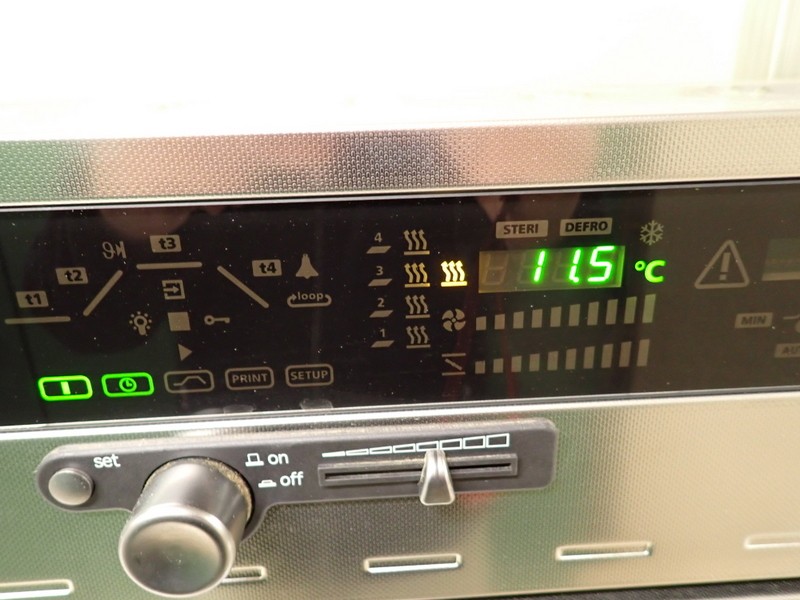 STERI DEFRO
t1 t2 t3 t4
loop
4
3
2
1
11.5 °C
MIN
AU
PRINT SETUP
set
on
off